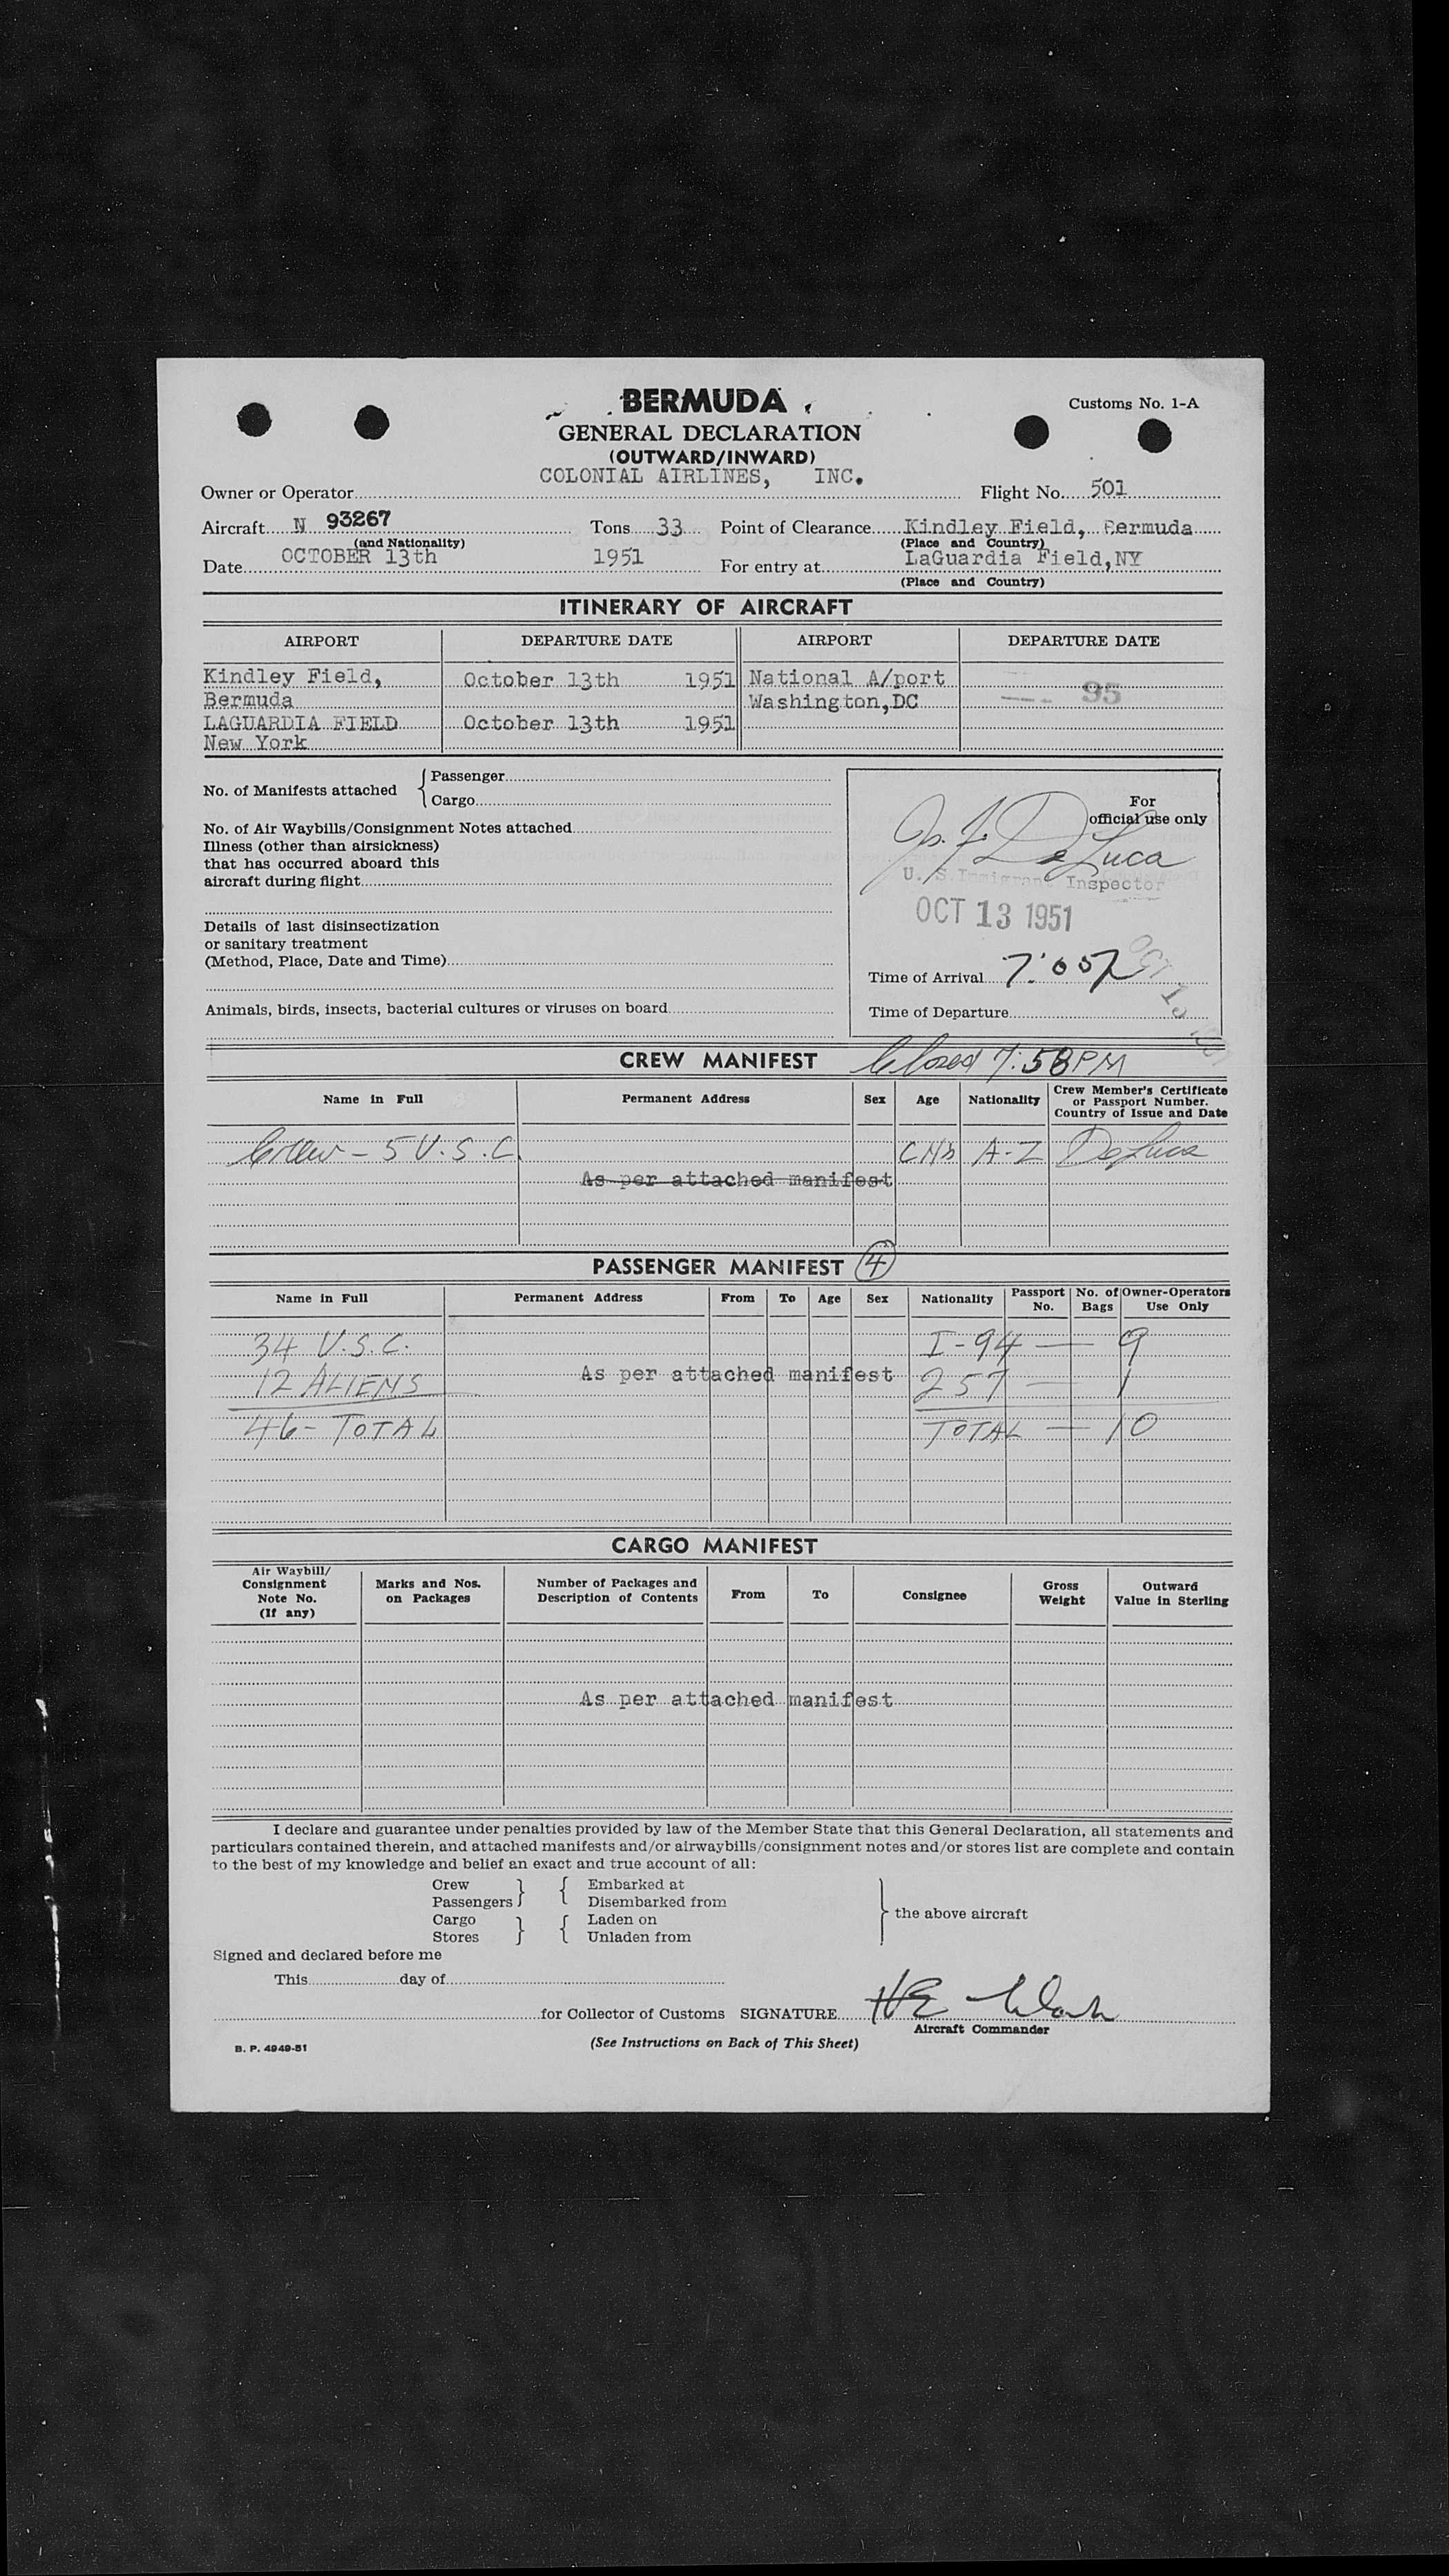 BERMUDA
Customs No. 1-A
GENERAL DECLARATION
(OUTWARD/INWARD)
COLONIAL AIRLINES, INC.
Owner or Operator Flight No. 501
Aircraft N 93267 Tons 33 Point of Clearance Kindley Field, Bermuda
(and Nationality) (Place and Country)
Date OCTOBER 13th 1951 For entry at LaGuardia Field,NY
(Place and Country)
ITINERARY OF AIRCRAFT
AIRPORT DEPARTURE DATE AIRPORT DEPARTURE DATE
Kindley Field, October 13th 1951 National A/port
Bermuda Washington,DC 95
LAGUARDIA FIELD October 13th 1951
New York
No. of Manifests attached { Passenger
Cargo
No. of Air Waybills/Consignment Notes attached
Illness (other than airsickness)
that has occurred aboard this
aircraft during flight
Details of last disinsectization
or sanitary treatment
(Method, Place, Date and Time)
Animals, birds, insects, bacterial cultures or viruses on board
For
official use only
Jos. F. DeLuca
U. S. Immigrant Inspector
OCT 13 1951
Time of Arrival 7:05P
Time of Departure
CREW MANIFEST Closed 7:58PM
Name in Full Permanent Address Sex Age Nationality Crew Member's Certificate
or Passport Number.
Country of Issue and Date
Crew - 5 U.S.C. A-Z DeLuca
As per attached manifest
PASSENGER MANIFEST 4
Name in Full Permanent Address From To Age Sex Nationality Passport No. No. of Bags Owner-Operators Use Only
34 U.S.C. I-94 — 9
12 ALIENS As per attached manifest 257 — 1
46 - TOTAL TOTAL — 10
CARGO MANIFEST
Air Waybill/
Consignment
Note No.
(If any)
Marks and Nos.
on Packages
Number of Packages and
Description of Contents
From To Consignee
Gross
Weight
Outward
Value in Sterling
As per attached manifest
I declare and guarantee under penalties provided by law of the Member State that this General Declaration, all statements and
particulars contained therein, and attached manifests and/or airwaybills/consignment notes and/or stores list are complete and contain
to the best of my knowledge and belief an exact and true account of all:
Crew Embarked at
Passengers } { Disembarked from
Cargo Laden on } the above aircraft
Stores } { Unladen from
Signed and declared before me
This day of
for Collector of Customs SIGNATURE
Aircraft Commander
(See Instructions on Back of This Sheet)
B. P. 4949-51